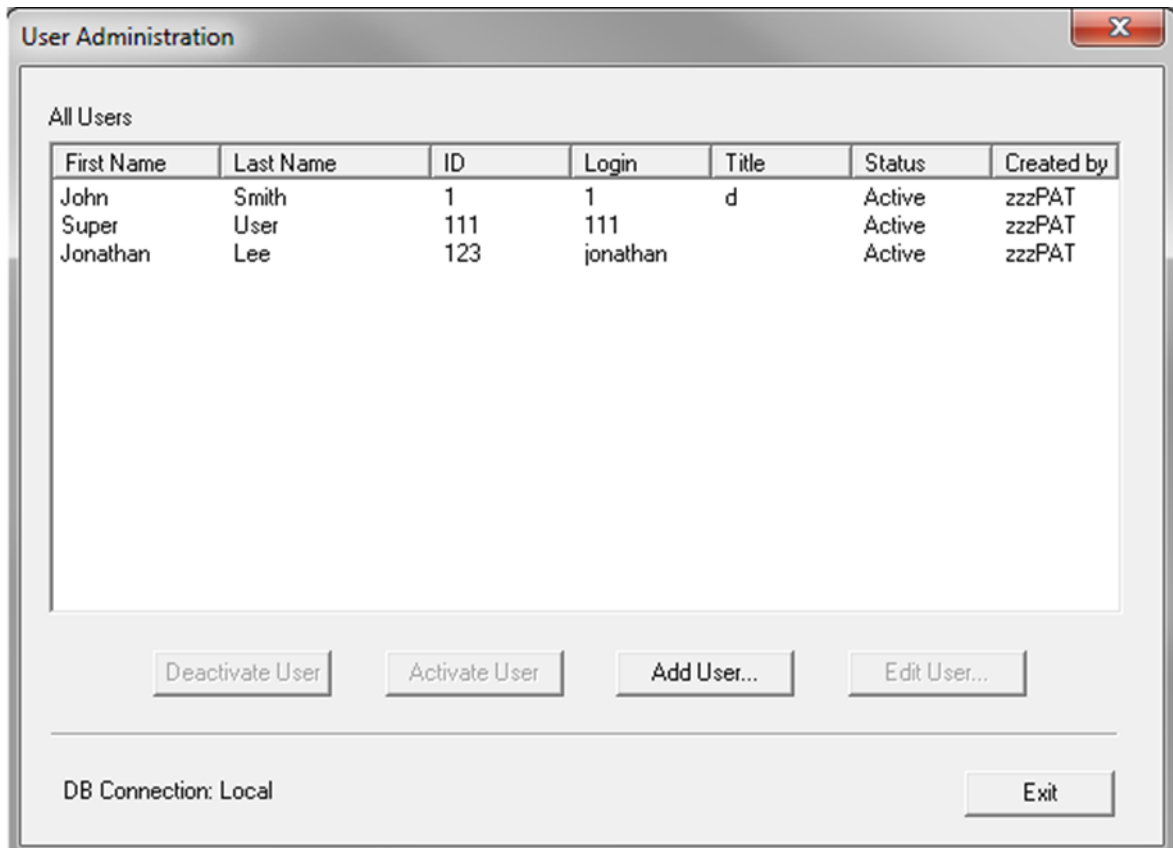 User Administration
All Users
First Name Last Name ID Login Title Status Created by
John Smith 1 1 d Active zzzPAT
Super User 111 111 Active zzzPAT
Jonathan Lee 123 jonathan Active zzzPAT
Deactivate User Activate User Add User... Edit User...
DB Connection: Local Exit